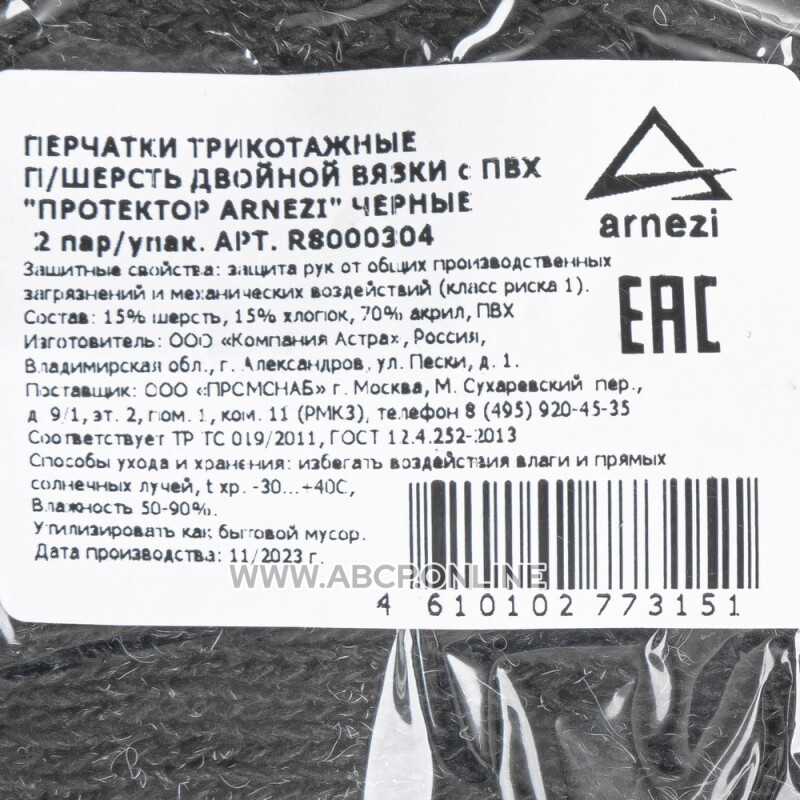 ПЕРЧАТКИ ТРИКОТАЖНЫЕ
П/ШЕРСТЬ ДВОЙНОЙ ВЯЗКИ с ПВХ
"ПРОТЕКТОР ARNEZI" ЧЕРНЫЕ
2 пар/упак. АРТ. R8000304
arnezi
Защитные свойства: защита рук от общих производственных
загрязнений и механических воздействий (класс риска 1).
Состав: 15% шерсть, 15% хлопок, 70% акрил, ПВХ
EAC
Изготовитель: ООО «Компания Астра», Россия,
Владимирская обл., г. Александров, ул. Пески, д. 1.
Поставщик: ООО «ПРОМСНАБ» г. Москва, М. Сухаревский пер.,
д. 9/1, эт. 2, пом. 1, ком. 11 (РМК3), телефон 8 (495) 920-45-35
Соответствует ТР ТС 019/2011, ГОСТ 12.4.252-2013
Способы ухода и хранения: избегать воздействия влаги и прямых
солнечных лучей, t хр. -30...+40С,
Влажность 50-90%.
Утилизировать как бытовой мусор.
Дата производства: 11/2023 г.
WWW.ABCPONLINE
4 610102 773151